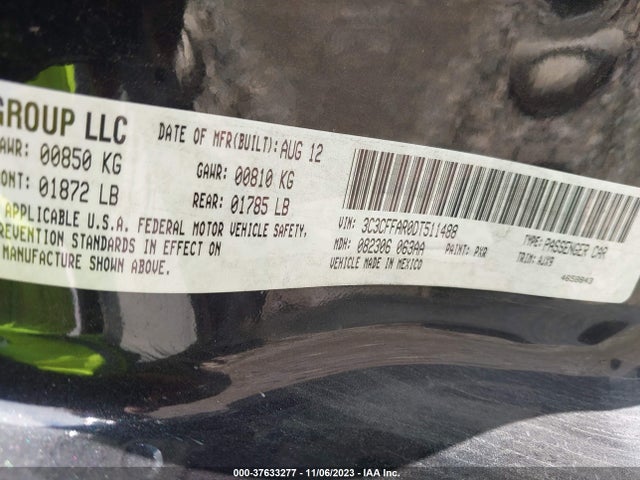 GROUP LLC
DATE OF MFR(BUILT): AUG 12
GAWR: 00850 KG
GAWR: 00810 KG
ONT: 01872 LB
REAR: 01785 LB
APPLICABLE U.S.A. FEDERAL MOTOR VEHICLE SAFETY,
REVENTION STANDARDS IN EFFECT ON
MANUFACTURE SHOWN ABOVE.
VIN: 3C3CFFAR0DT511488
TYPE: PASSENGER CAR
MDH: 082306 063AA
PAINT: PXR
TRIM:
VEHICLE MADE IN MEXICO
000-37633277 - 11/06/2023 - IAA Inc.